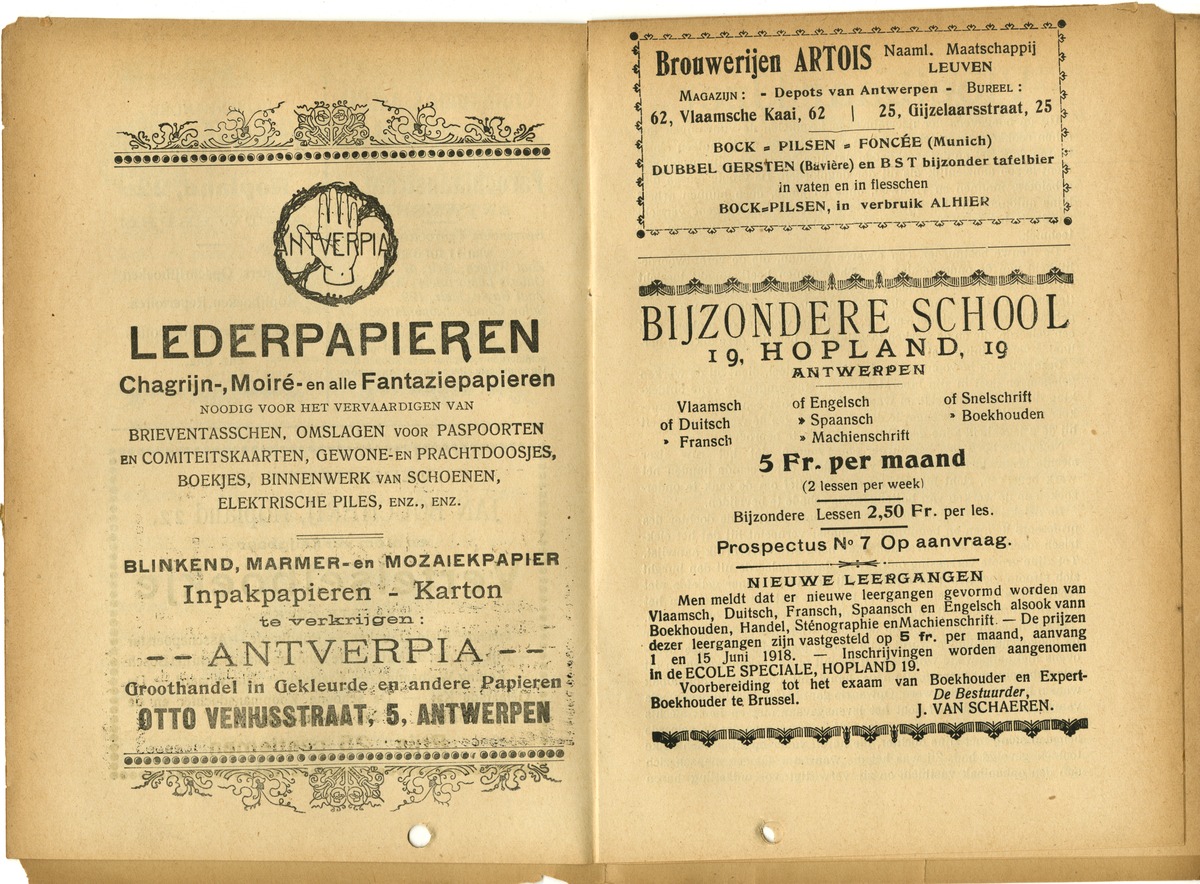 ANTVERPIA
LEDERPAPIEREN
Chagrijn-, Moiré- en alle Fantaziepapieren
NOODIG VOOR HET VERVAARDIGEN VAN
BRIEVENTASSCHEN, OMSLAGEN VOOR PASPOORTEN
EN COMITEITSKAARTEN, GEWONE- EN PRACHTDOOSJES,
BOEKJES, BINNENWERK VAN SCHOENEN,
ELEKTRISCHE PILES, ENZ., ENZ.
BLINKEND, MARMER- en MOZAIEKPAPIER
Inpakpapieren - Karton
te verkrijgen :
-- ANTVERPIA --
Groothandel in Gekleurde en andere Papieren
OTTO VENIUSSTRAAT, 5, ANTWERPEN
Brouwerijen ARTOIS Naaml. Maatschappij
LEUVEN
MAGAZIJN : - Depots van Antwerpen - BUREEL :
62, Vlaamsche Kaai, 62 | 25, Gijzelaarsstraat, 25
BOCK = PILSEN = FONCÉE (Munich)
DUBBEL GERSTEN (Bavière) en B S T bijzonder tafelbier
in vaten en in flesschen
BOCK=PILSEN, in verbruik ALHIER
BIJZONDERE SCHOOL
19, HOPLAND, 19
ANTWERPEN
Vlaamsch of Engelsch of Snelschrift
of Duitsch » Spaansch » Boekhouden
» Fransch » Machienschrift
5 Fr. per maand
(2 lessen per week)
Bijzondere Lessen 2,50 Fr. per les.
Prospectus No 7 Op aanvraag.
NIEUWE LEERGANGEN
Men meldt dat er nieuwe leergangen gevormd worden van
Vlaamsch, Duitsch, Fransch, Spaansch en Engelsch alsook vann
Boekhouden, Handel, Sténographie en Machienschrift. — De prijzen
dezer leergangen zijn vastgesteld op 5 fr. per maand, aanvang
1 en 15 Juni 1918. — Inschrijvingen worden aangenomen
in de ECOLE SPECIALE, HOPLAND 19.
Voorbereiding tot het exaam van Boekhouder en Expert-
Boekhouder te Brussel.
De Bestuurder,
J. VAN SCHAEREN.